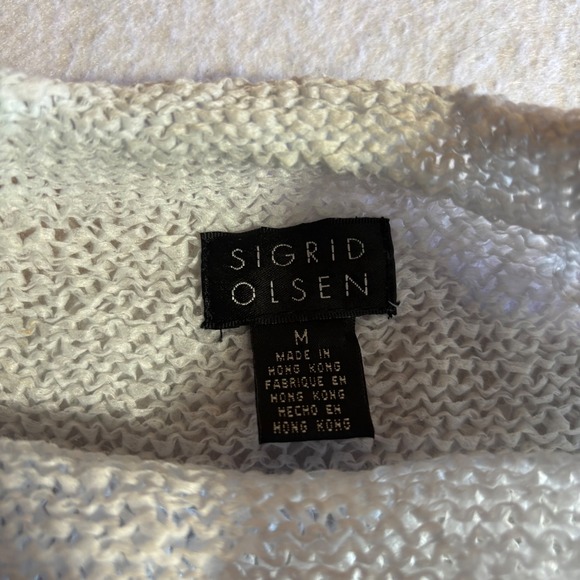 SIGRID
OLSEN
M
MADE IN
HONG KONG
FABRIQUE EN
HONG KONG
HECHO EN
HONG KONG